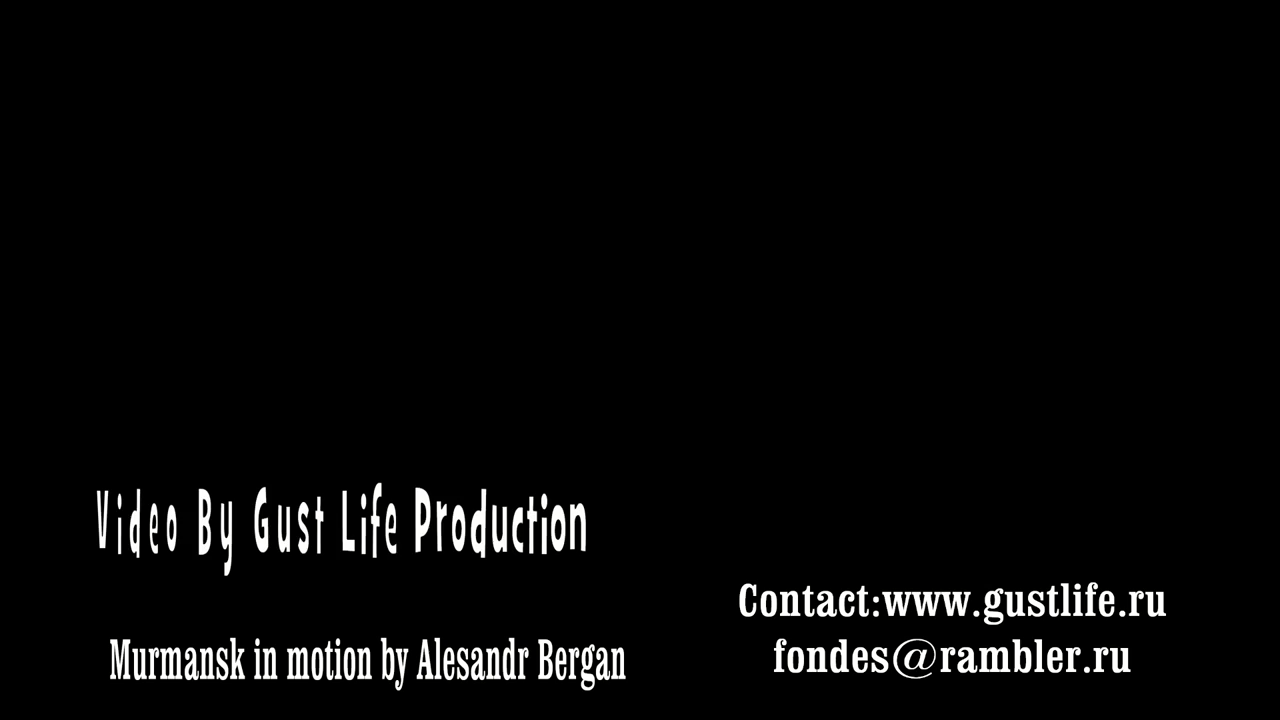 Video By Gust Life Production
Murmansk in motion by Alesandr Bergan
Contact:www.gustlife.ru
fondes@rambler.ru